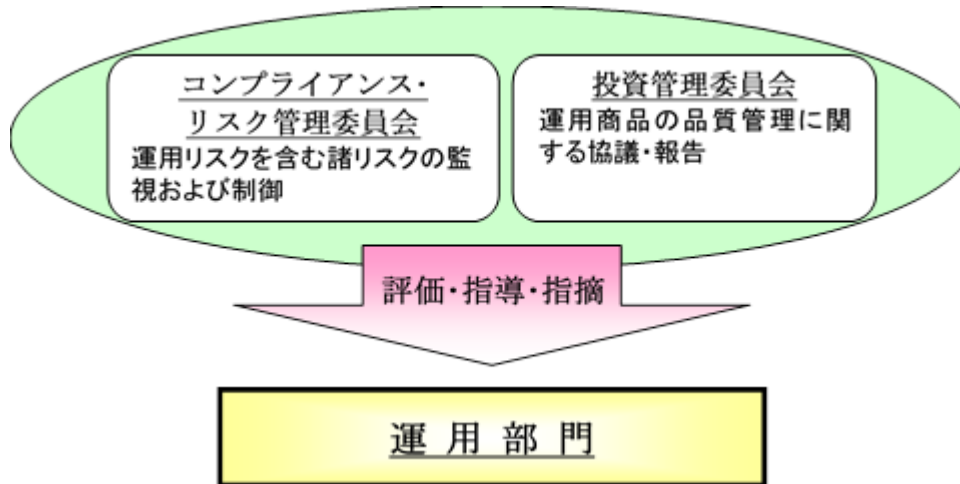 コンプライアンス・
リスク管理委員会
運用リスクを含む諸リスクの監
視および制御
投資管理委員会
運用商品の品質管理に関
する協議・報告
評価・指導・指摘
運用部門